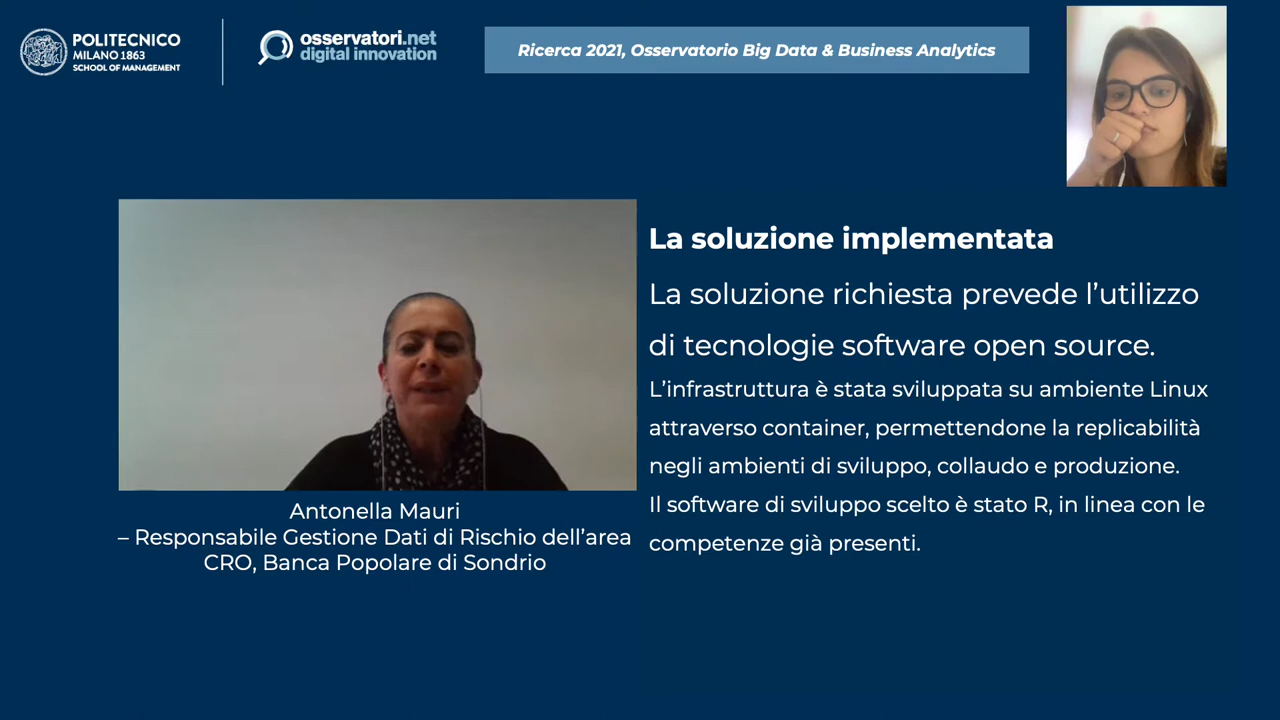 POLITECNICO
MILANO 1863
SCHOOL OF MANAGEMENT
osservatori.net
digital innovation
Ricerca 2021, Osservatorio Big Data & Business Analytics
La soluzione implementata
La soluzione richiesta prevede l’utilizzo
di tecnologie software open source.
L’infrastruttura è stata sviluppata su ambiente Linux
attraverso container, permettendone la replicabilità
negli ambienti di sviluppo, collaudo e produzione.
Il software di sviluppo scelto è stato R, in linea con le
competenze già presenti.
Antonella Mauri
– Responsabile Gestione Dati di Rischio dell’area
CRO, Banca Popolare di Sondrio